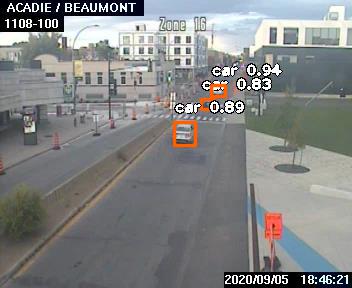 ACADIE / BEAUMONT
1108-100
Zone 16
car 0.94
car 0.83
car 0.89
2020/09/05 18:46:21